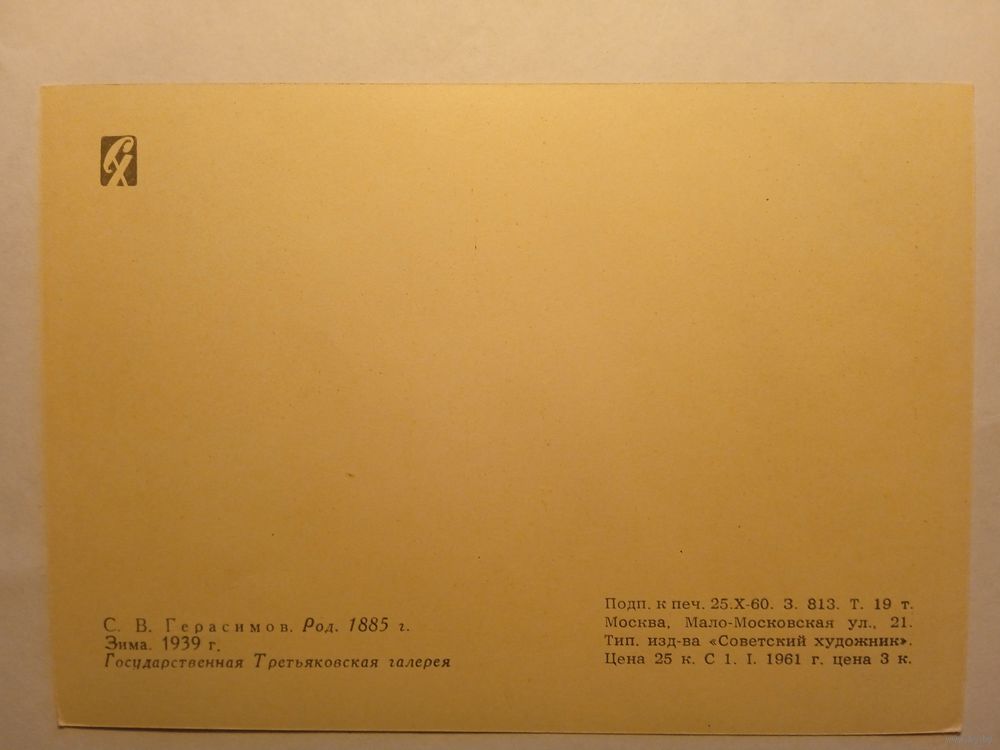 СХ
С. В. Герасимов. Род. 1885 г.
Зима. 1939 г.
Государственная Третьяковская галерея
Подп. к печ. 25.X-60. З. 813. Т. 19 т.
Москва, Мало-Московская ул., 21.
Тип. изд-ва «Советский художник».
Цена 25 к. С 1. I. 1961 г. цена 3 к.